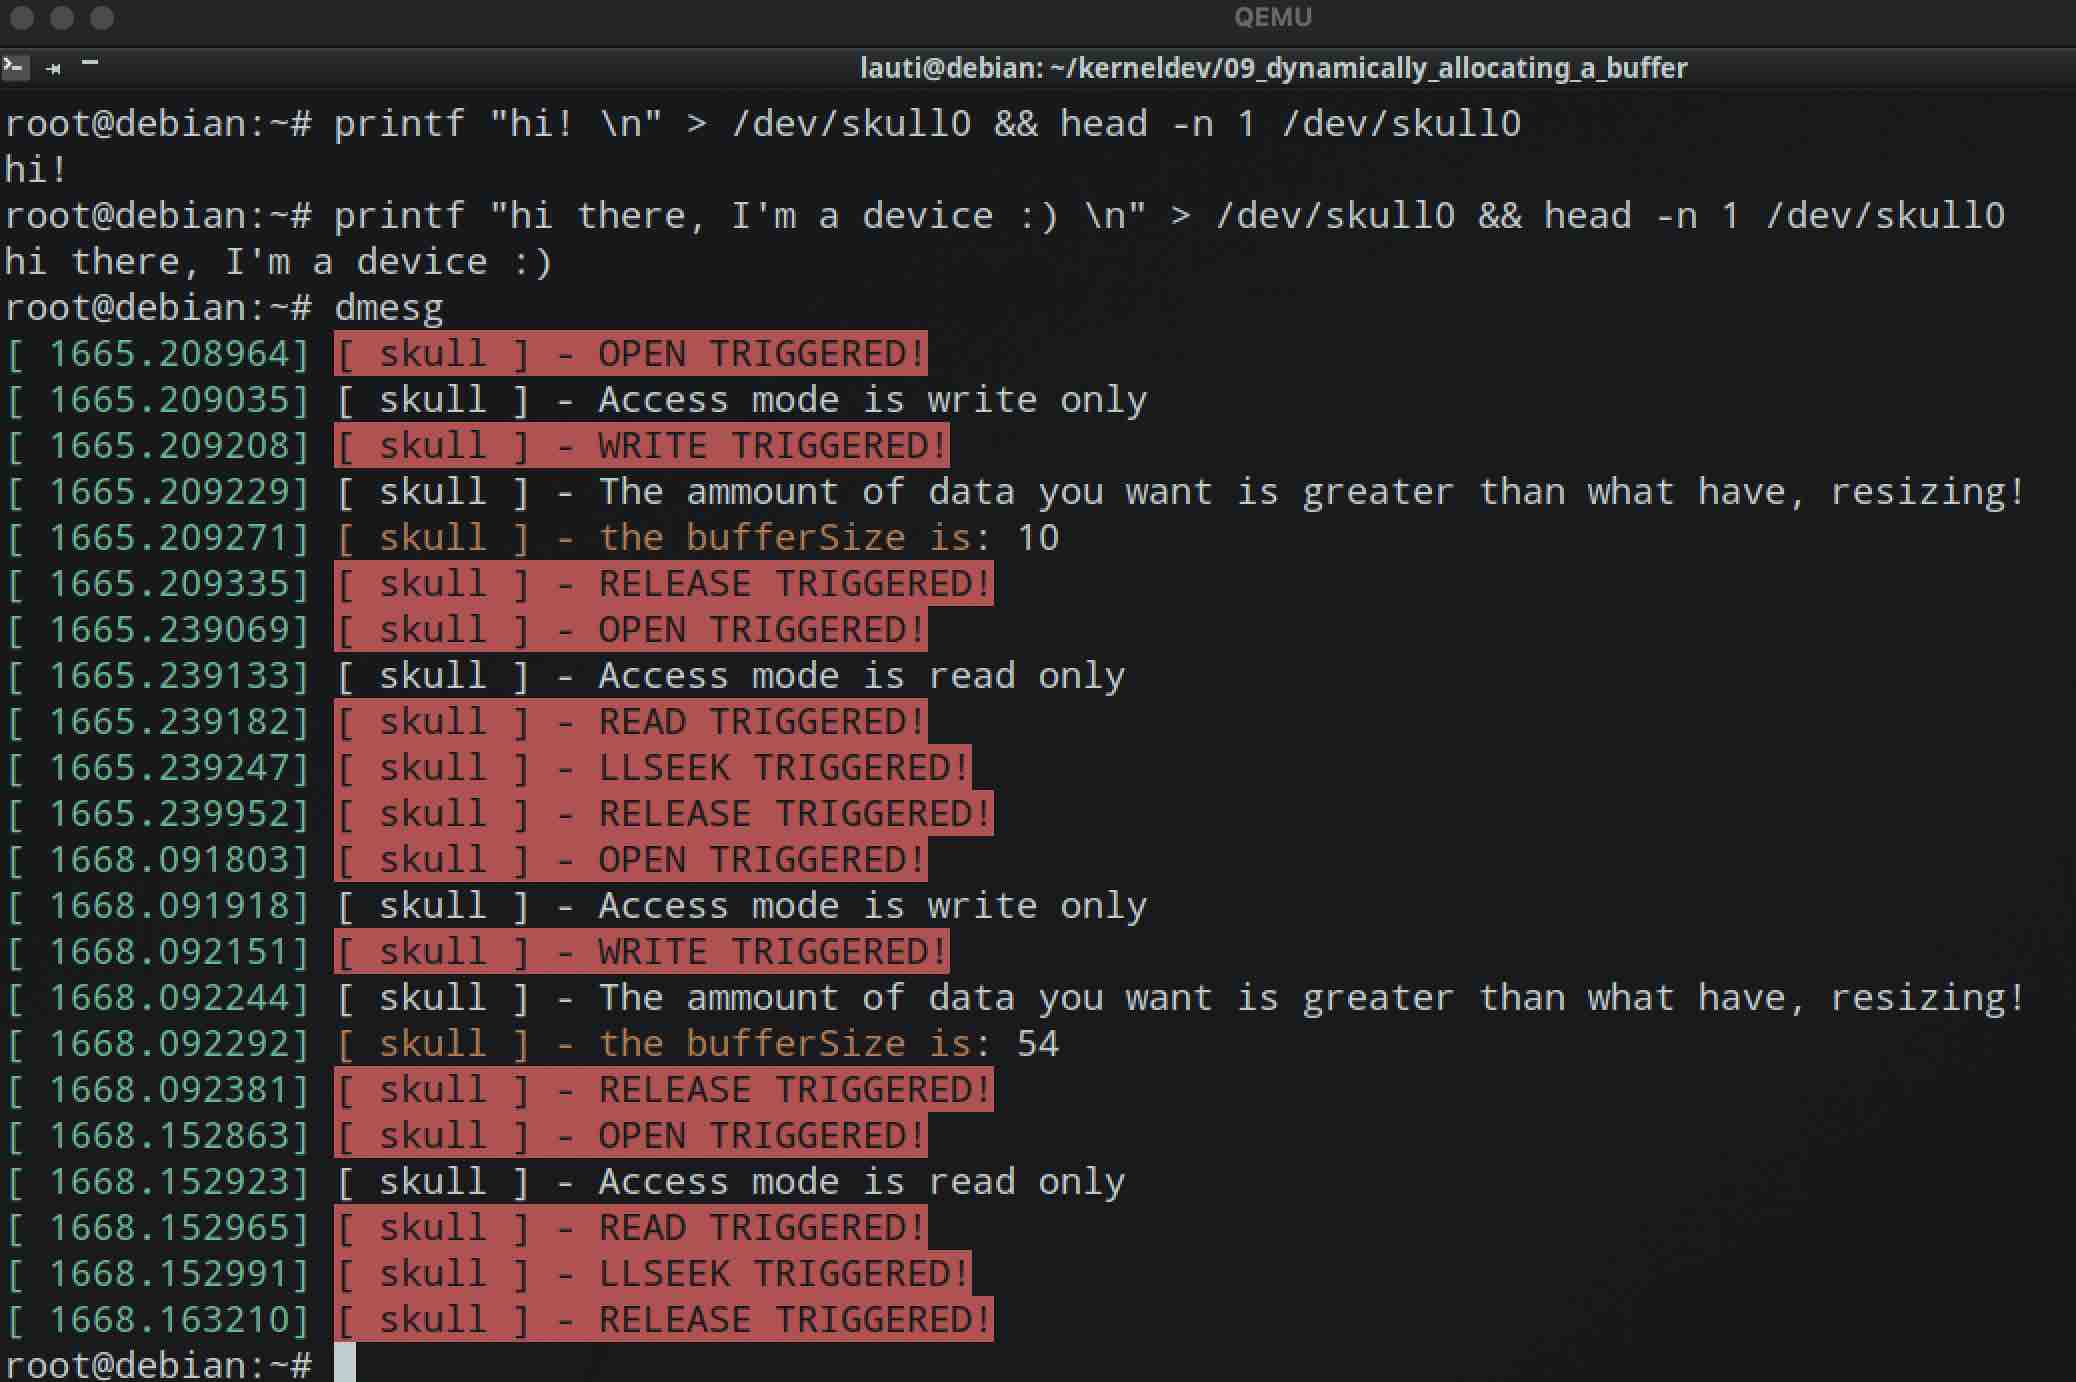 QEMU
lauti@debian: ~/kerneldev/09_dynamically_allocating_a_buffer
root@debian:~# printf "hi! \n" > /dev/skull0 && head -n 1 /dev/skull0
hi!
root@debian:~# printf "hi there, I'm a device :) \n" > /dev/skull0 && head -n 1 /dev/skull0
hi there, I'm a device :)
root@debian:~# dmesg
[ 1665.208964] [ skull ] - OPEN TRIGGERED!
[ 1665.209035] [ skull ] - Access mode is write only
[ 1665.209208] [ skull ] - WRITE TRIGGERED!
[ 1665.209229] [ skull ] - The ammount of data you want is greater than what have, resizing!
[ 1665.209271] [ skull ] - the bufferSize is: 10
[ 1665.209335] [ skull ] - RELEASE TRIGGERED!
[ 1665.239069] [ skull ] - OPEN TRIGGERED!
[ 1665.239133] [ skull ] - Access mode is read only
[ 1665.239182] [ skull ] - READ TRIGGERED!
[ 1665.239247] [ skull ] - LLSEEK TRIGGERED!
[ 1665.239952] [ skull ] - RELEASE TRIGGERED!
[ 1668.091803] [ skull ] - OPEN TRIGGERED!
[ 1668.091918] [ skull ] - Access mode is write only
[ 1668.092151] [ skull ] - WRITE TRIGGERED!
[ 1668.092244] [ skull ] - The ammount of data you want is greater than what have, resizing!
[ 1668.092292] [ skull ] - the bufferSize is: 54
[ 1668.092381] [ skull ] - RELEASE TRIGGERED!
[ 1668.152863] [ skull ] - OPEN TRIGGERED!
[ 1668.152923] [ skull ] - Access mode is read only
[ 1668.152965] [ skull ] - READ TRIGGERED!
[ 1668.152991] [ skull ] - LLSEEK TRIGGERED!
[ 1668.163210] [ skull ] - RELEASE TRIGGERED!
root@debian:~#